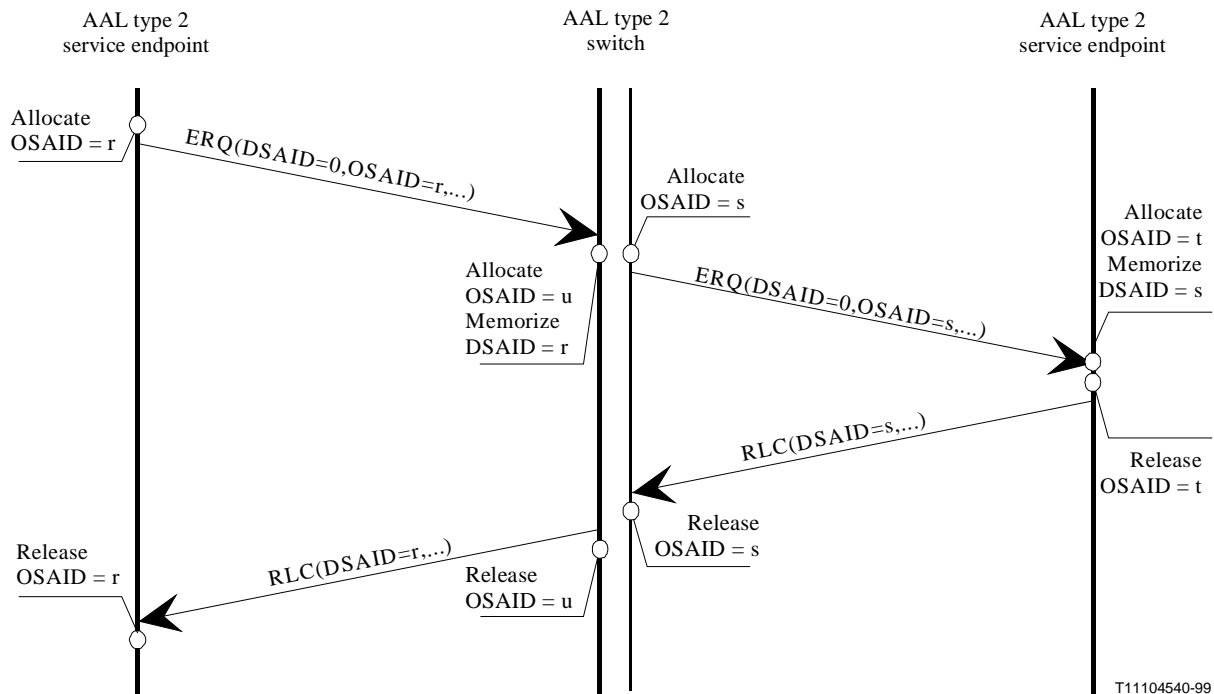 AAL type 2
service endpoint
AAL type 2
switch
AAL type 2
service endpoint
Allocate
OSAID = r
ERQ(DSAID=0,OSAID=r,...)
Allocate
OSAID = s
Allocate
OSAID = u
Memorize
DSAID = r
ERQ(DSAID=0,OSAID=s,...)
Allocate
OSAID = t
Memorize
DSAID = s
RLC(DSAID=s,...)
Release
OSAID = t
Release
OSAID = s
RLC(DSAID=r,...)
Release
OSAID = u
Release
OSAID = r
T11104540-99